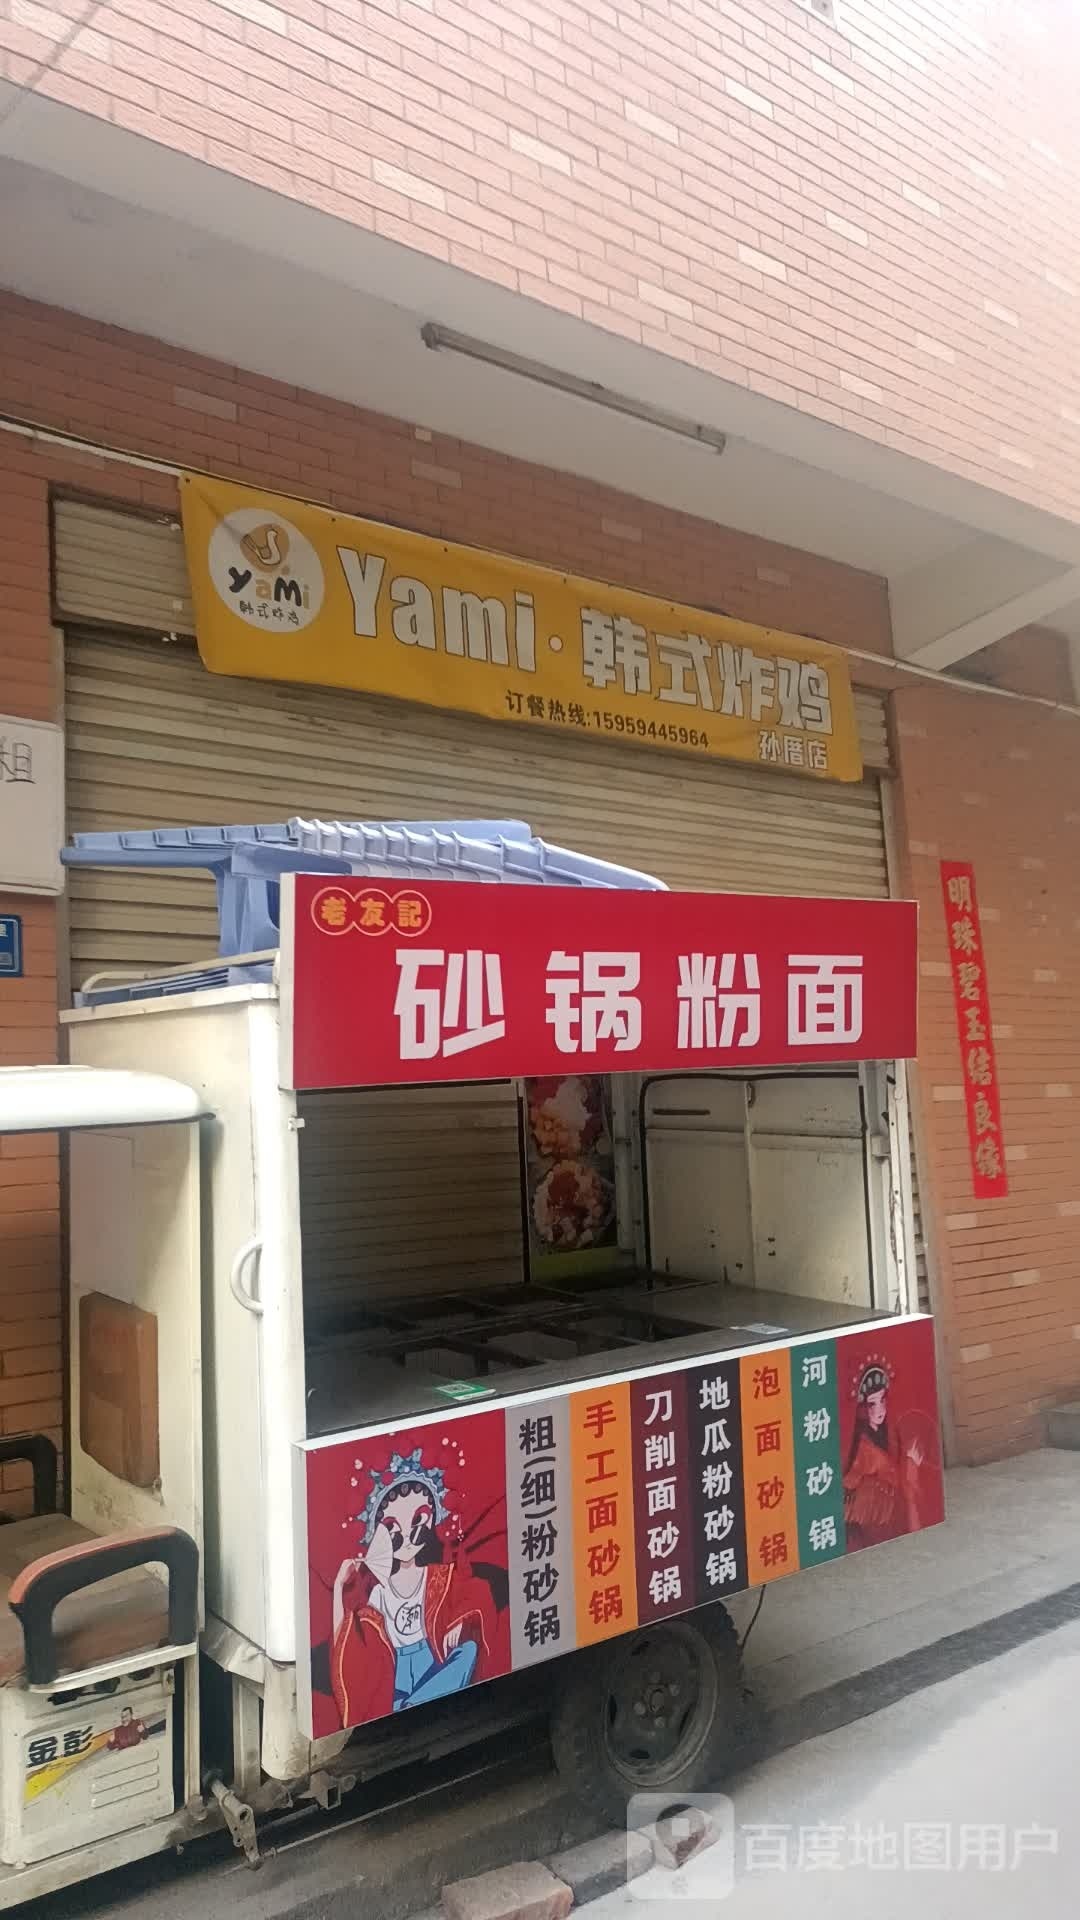 yami
韩式炸鸡
Yami·韩式炸鸡
订餐热线:15959445964
孙厝店
租
明珠碧玉结良缘
老友記
砂锅粉面
粗(细)粉砂锅
手工面砂锅
刀削面砂锅
地瓜粉砂锅
泡面砂锅
河粉砂锅
潮
金彭
百度地图用户